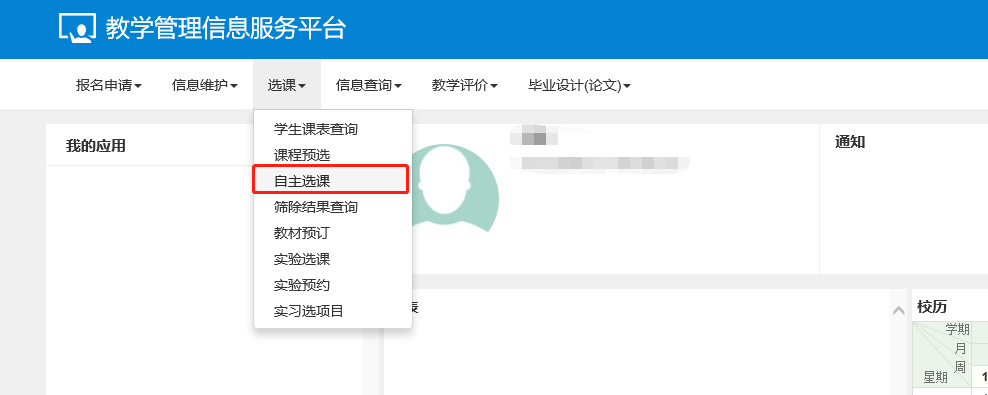 教学管理信息服务平台
报名申请 信息维护 选课 信息查询 教学评价 毕业设计(论文)
我的应用
学生课表查询
课程预选
自主选课
筛除结果查询
教材预订
实验选课
实验预约
实习选项目
通知
表
校历
学期
月
周
星期 1